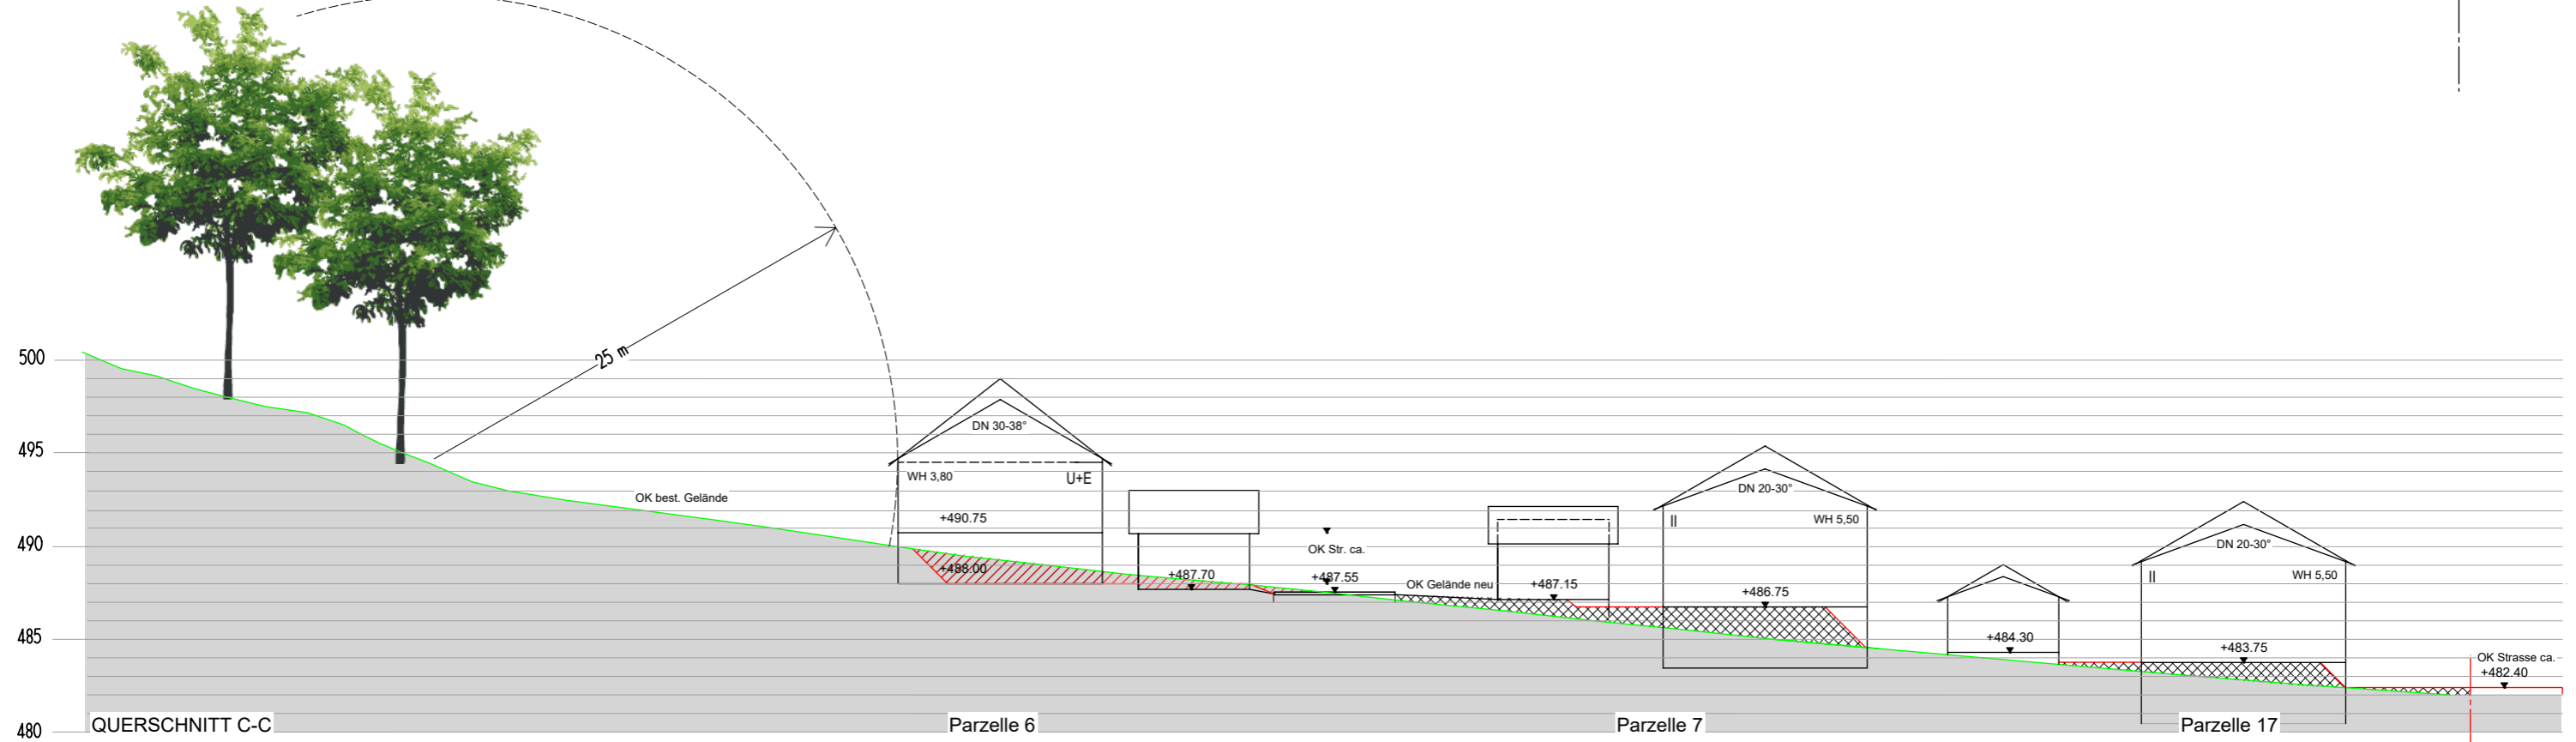 500
495
490
485
480
25 m
OK best. Gelände
DN 30-38°
WH 3,80
U+E
+490.75
+488.00
+487.70
OK Str. ca.
+487.55
OK Gelände neu
+487.15
DN 20-30°
II
WH 5,50
+486.75
+484.30
DN 20-30°
II
WH 5,50
+483.75
OK Strasse ca.
+482.40
QUERSCHNITT C-C
Parzelle 6
Parzelle 7
Parzelle 17